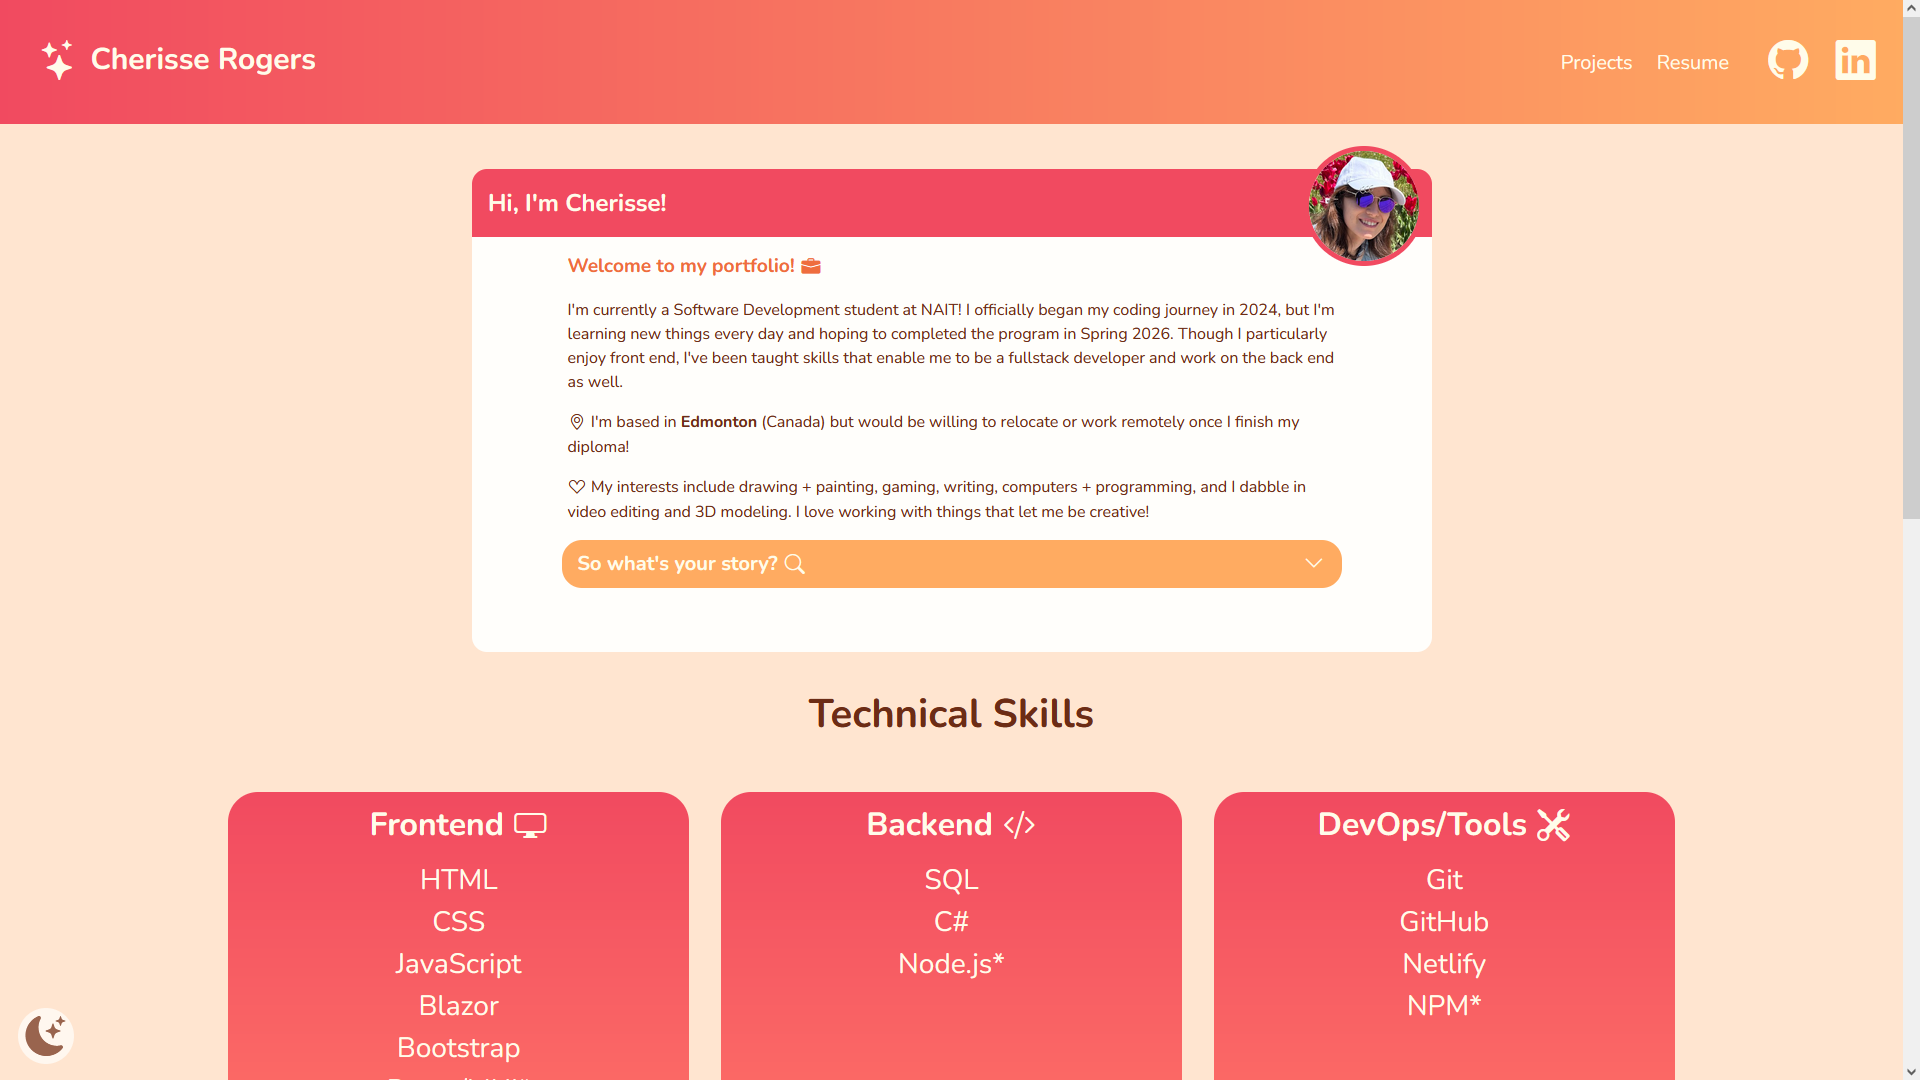 Cherisse Rogers
Projects
Resume
Hi, I'm Cherisse!
Welcome to my portfolio!
I'm currently a Software Development student at NAIT! I officially began my coding journey in 2024, but I'm
learning new things every day and hoping to completed the program in Spring 2026. Though I particularly
enjoy front end, I've been taught skills that enable me to be a fullstack developer and work on the back end
as well.
I'm based in Edmonton (Canada) but would be willing to relocate or work remotely once I finish my
diploma!
My interests include drawing + painting, gaming, writing, computers + programming, and I dabble in
video editing and 3D modeling. I love working with things that let me be creative!
So what's your story?
Technical Skills
Frontend
HTML
CSS
JavaScript
Blazor
Bootstrap
Backend
SQL
C#
Node.js*
DevOps/Tools
Git
GitHub
Netlify
NPM*